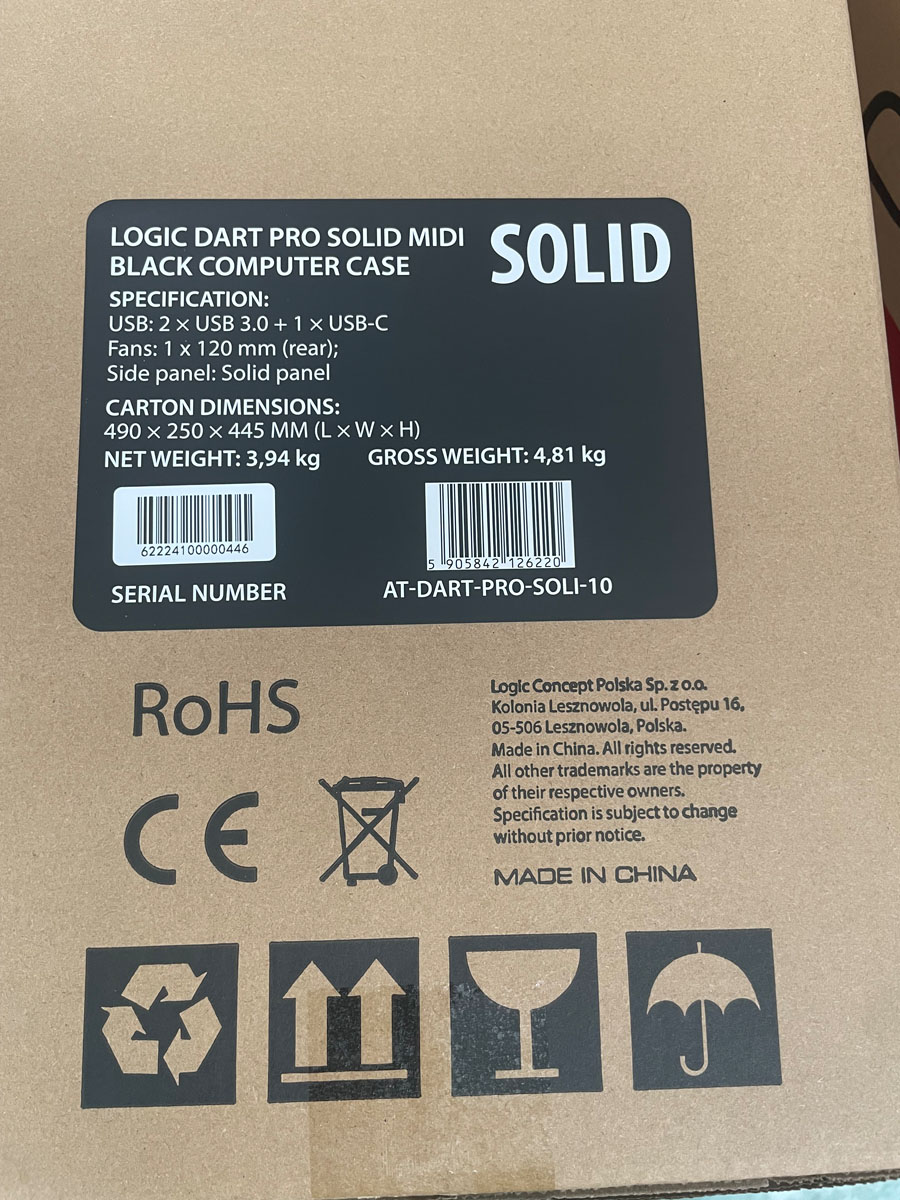 LOGIC DART PRO SOLID MIDI
BLACK COMPUTER CASE
SOLID
SPECIFICATION:
USB: 2 × USB 3.0 + 1 × USB-C
Fans: 1 x 120 mm (rear);
Side panel: Solid panel
CARTON DIMENSIONS:
490 × 250 × 445 MM (L × W × H)
NET WEIGHT: 3,94 kg GROSS WEIGHT: 4,81 kg
62224100000446
5 905842 126220
SERIAL NUMBER
AT-DART-PRO-SOLI-10
RoHS
CE
Logic Concept Polska Sp. z o.o.
Kolonia Lesznowola, ul. Postępu 16,
05-506 Lesznowola, Polska.
Made in China. All rights reserved.
All other trademarks are the property
of their respective owners.
Specification is subject to change
without prior notice.
MADE IN CHINA